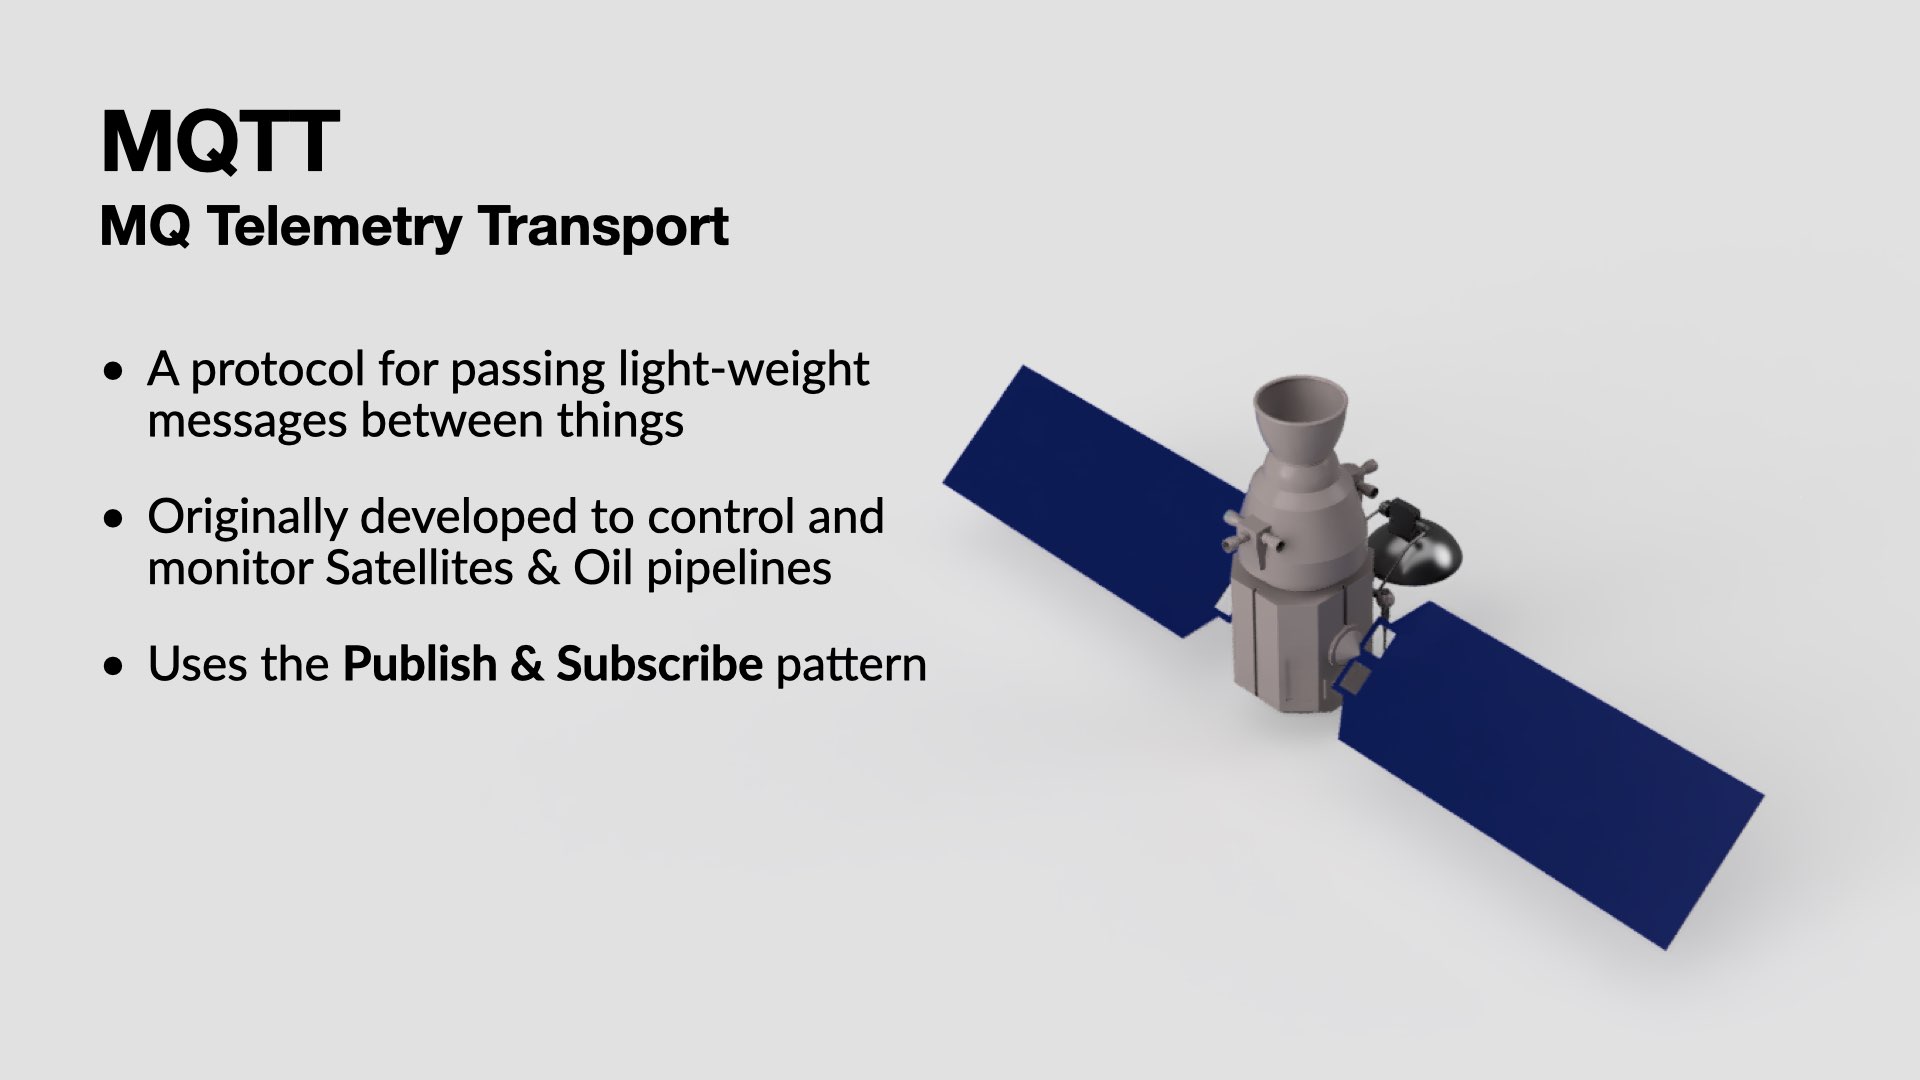 MQTT
MQ Telemetry Transport
• A protocol for passing light-weight
messages between things
• Originally developed to control and
monitor Satellites & Oil pipelines
• Uses the Publish & Subscribe pattern